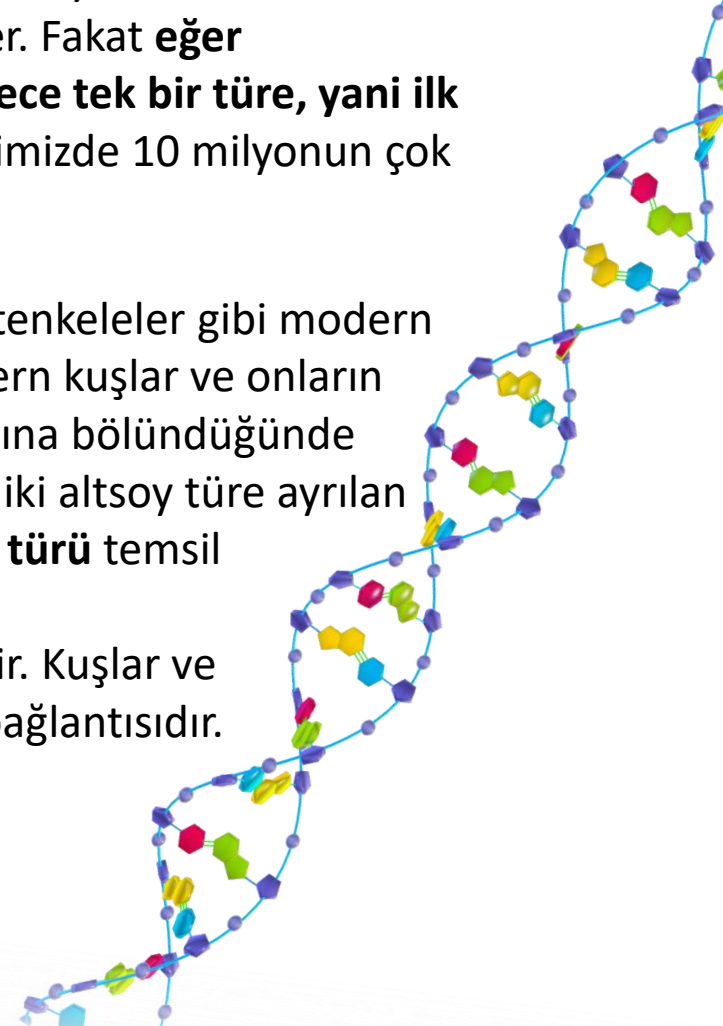 er. Fakat eğer
ece tek bir türe, yani ilk
imizde 10 milyonun çok
tenkeleler gibi modern
ern kuşlar ve onların
ına bölündüğünde
iki altsoy türe ayrılan
türü temsil
ir. Kuşlar ve
bağlantısıdır.